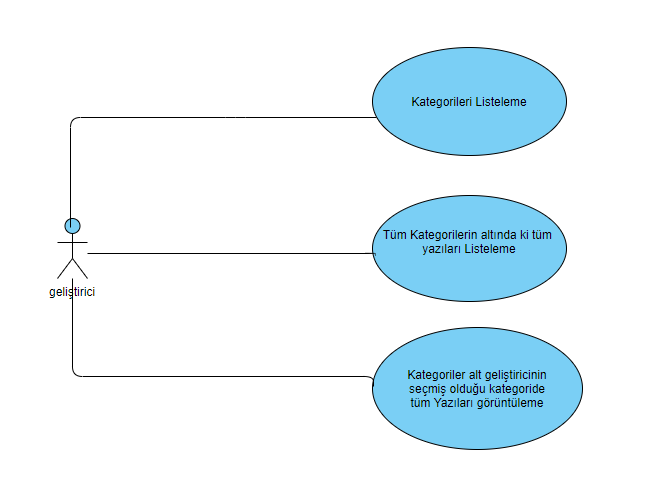 Kategorileri Listeleme
Tüm Kategorilerin altında ki tüm
yazıları Listeleme
geliştirici
Kategoriler alt geliştiricinin
seçmiş olduğu kategoride
tüm Yazıları görüntüleme